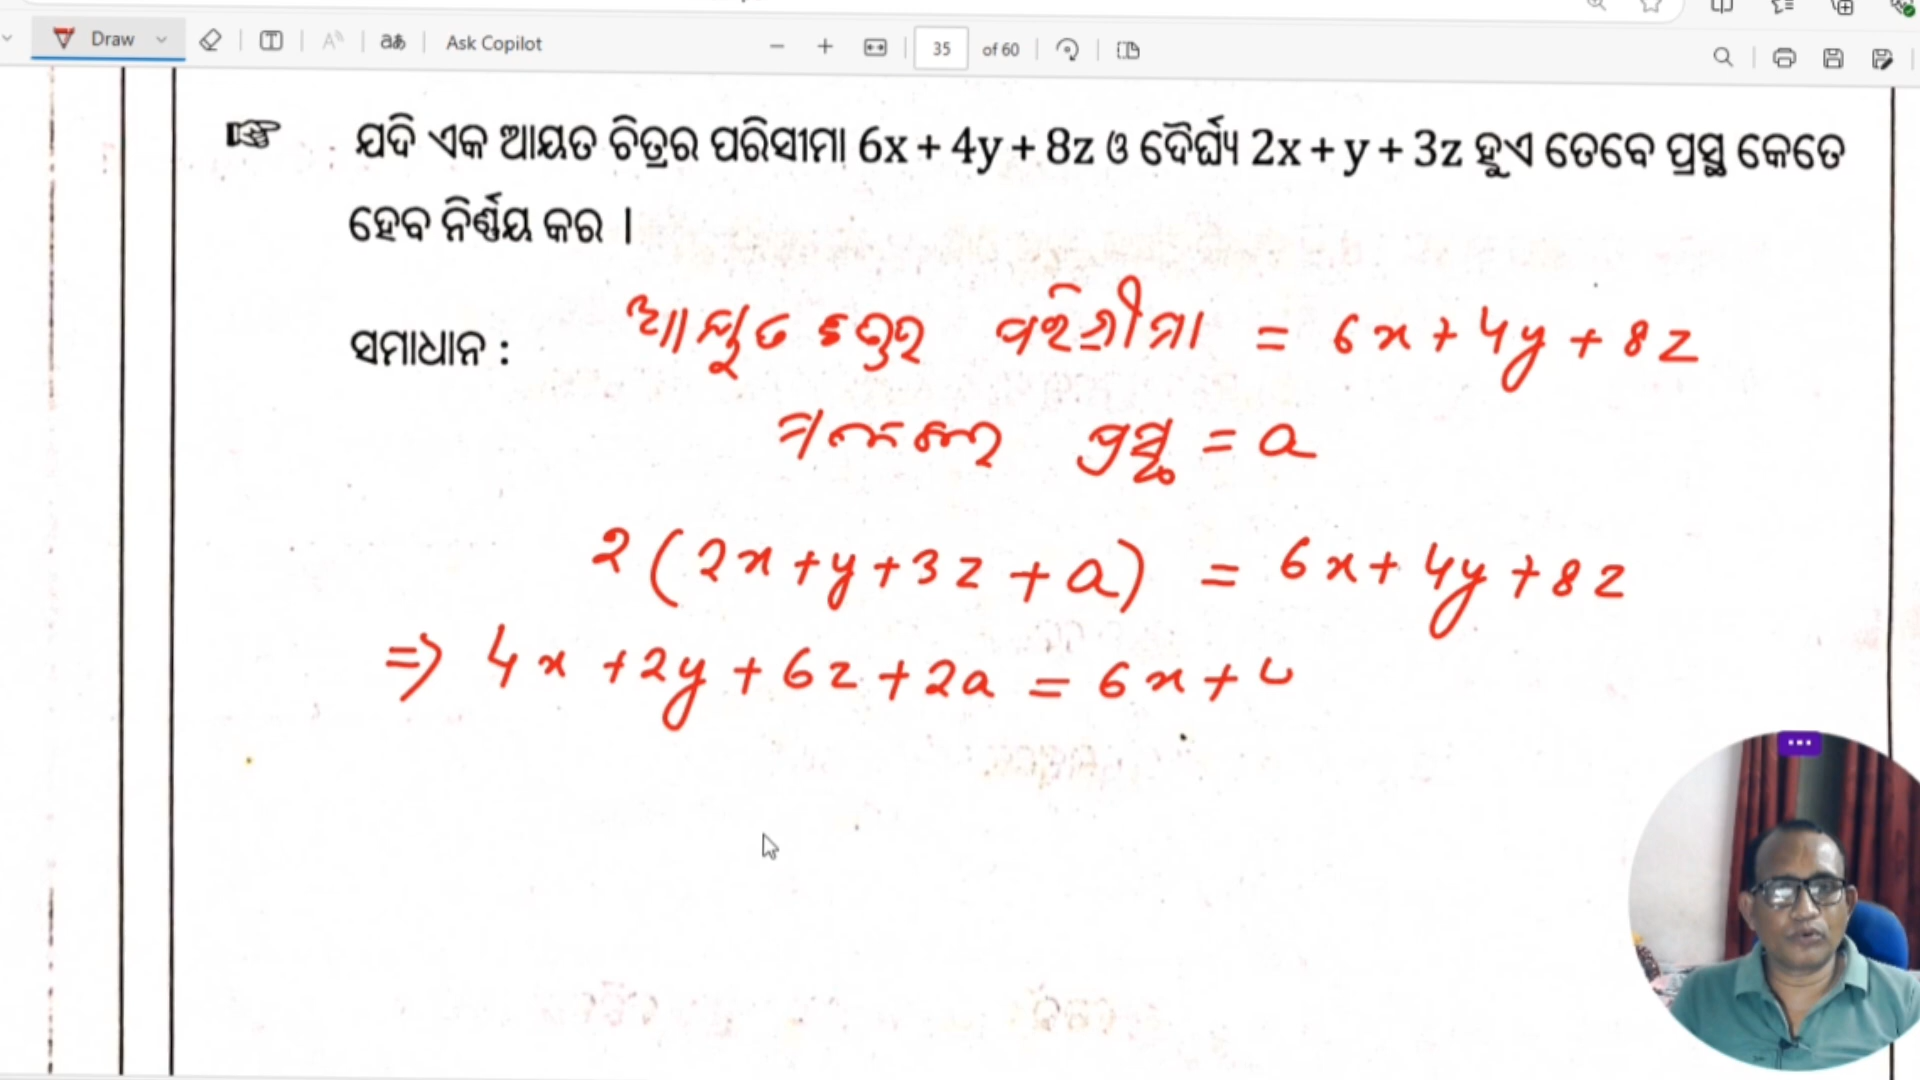 Draw
Ask Copilot
35 of 60
ଯଦି ଏକ ଆୟତ ଚିତ୍ରର ପରିସୀମା 6x + 4y + 8z ଓ ଦୈର୍ଘ୍ୟ 2x + y + 3z ହୁଏ ତେବେ ପ୍ରସ୍ଥ କେତେ
ହେବ ନିର୍ଣ୍ଣୟ କର ।
ସମାଧାନ : ପରିସୀମା = 6x + 4y + 8z
ମନେକର ପ୍ରସ୍ଥ = a
2 ( 2x + y + 3z + a ) = 6x + 4y + 8z
⇒ 4x + 2y + 6z + 2a = 6x +